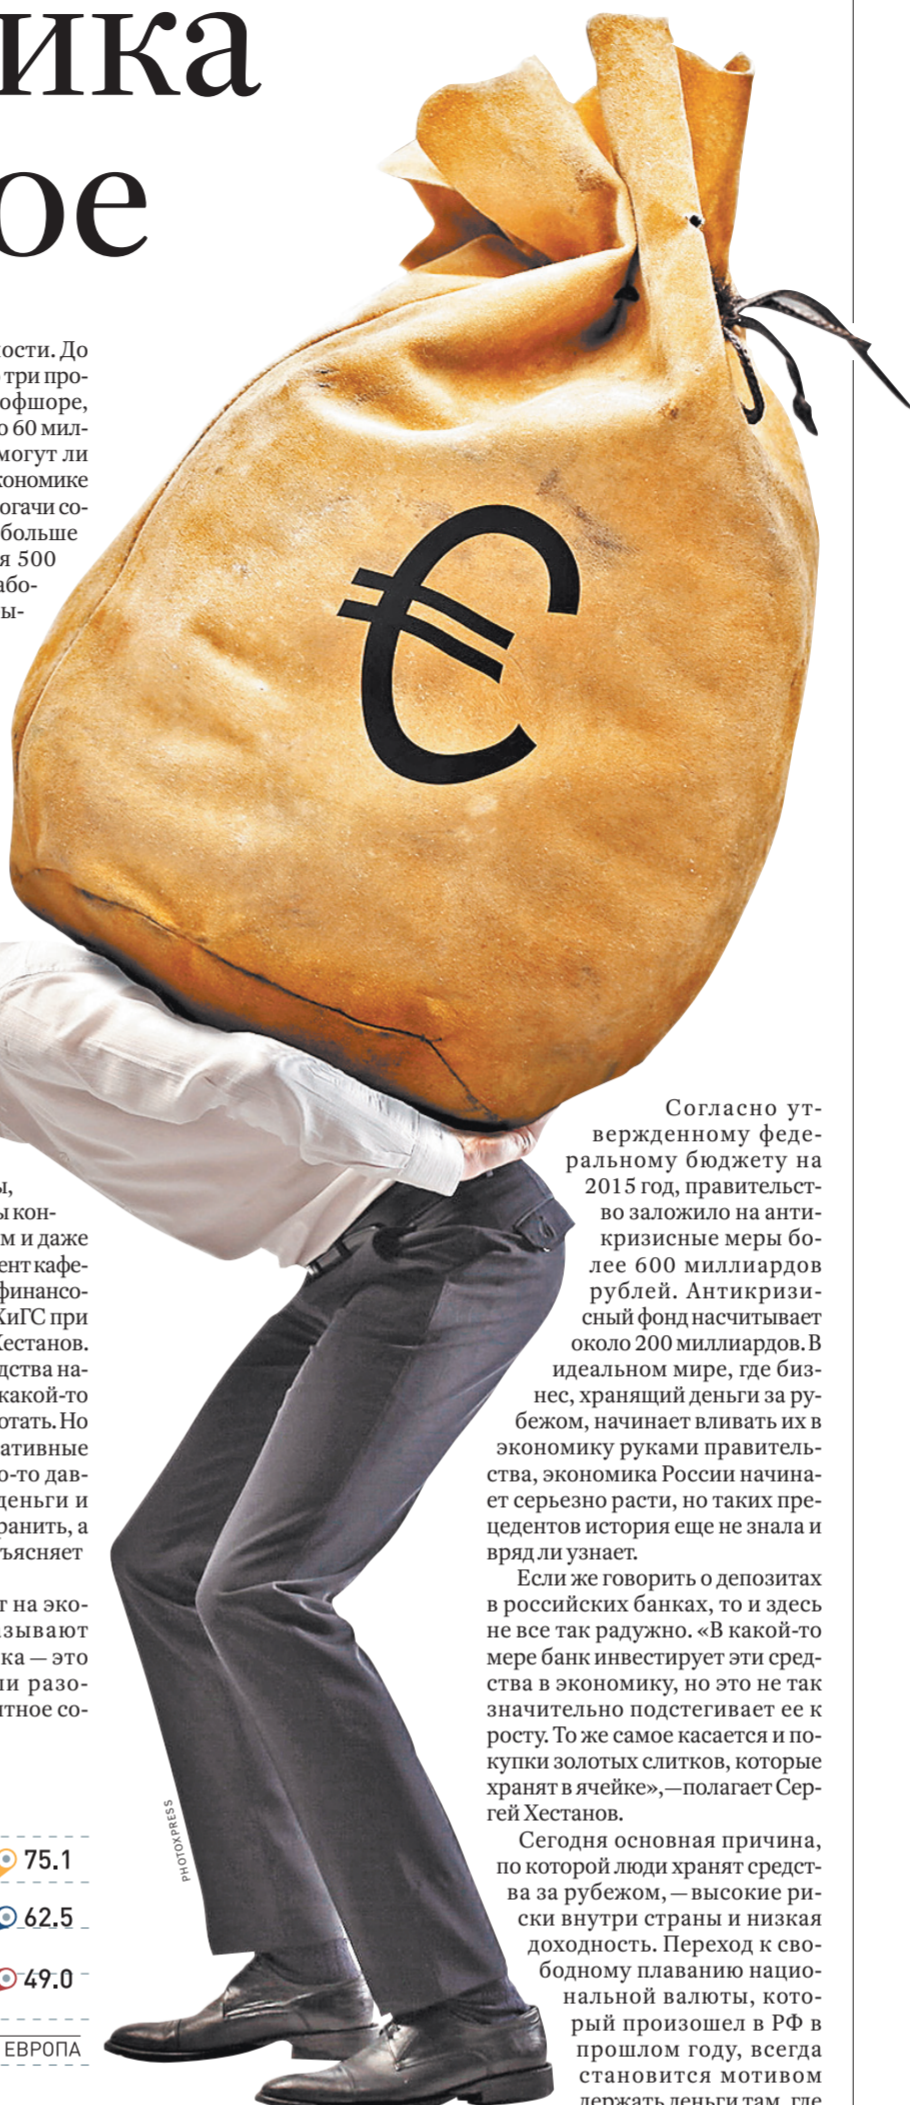 ика
ое
ости. До
три про-
офшоре,
о 60 мил-
могут ли
кономике
огачи со-
больше
я 500
або-
ы-
€
ы,
ы кон-
м и даже
ент кафе-
финансо-
ХиГС при
Хестанов.
дства на-
какой-то
отать. Но
ативные
о-то дав-
деньги и
ранить, а
ъясняет
т на эко-
зывают
ка — это
ли разо-
тное со-
PHOTOXPRESS
75.1
62.5
49.0
ЕВРОПА
Согласно ут-
вержденному феде-
ральному бюджету на
2015 год, правительст-
во заложило на анти-
кризисные меры бо-
лее 600 миллиардов
рублей. Антикризи-
сный фонд насчитывает
около 200 миллиардов. В
идеальном мире, где биз-
нес, хранящий деньги за ру-
бежом, начинает вливать их в
экономику руками правитель-
ства, экономика России начина-
ет серьезно расти, но таких пре-
цедентов история еще не знала и
вряд ли узнает.
Если же говорить о депозитах
в российских банках, то и здесь
не все так радужно. «В какой-то
мере банк инвестирует эти сред-
ства в экономику, но это не так
значительно подстегивает ее к
росту. То же самое касается и по-
купки золотых слитков, которые
хранят в ячейке»,—полагает Сер-
гей Хестанов.
Сегодня основная причина,
по которой люди хранят средст-
ва за рубежом, — высокие ри-
ски внутри страны и низкая
доходность. Переход к сво-
бодному плаванию нацио-
нальной валюты, кото-
рый произошел в РФ в
прошлом году, всегда
становится мотивом
держать деньги там, где